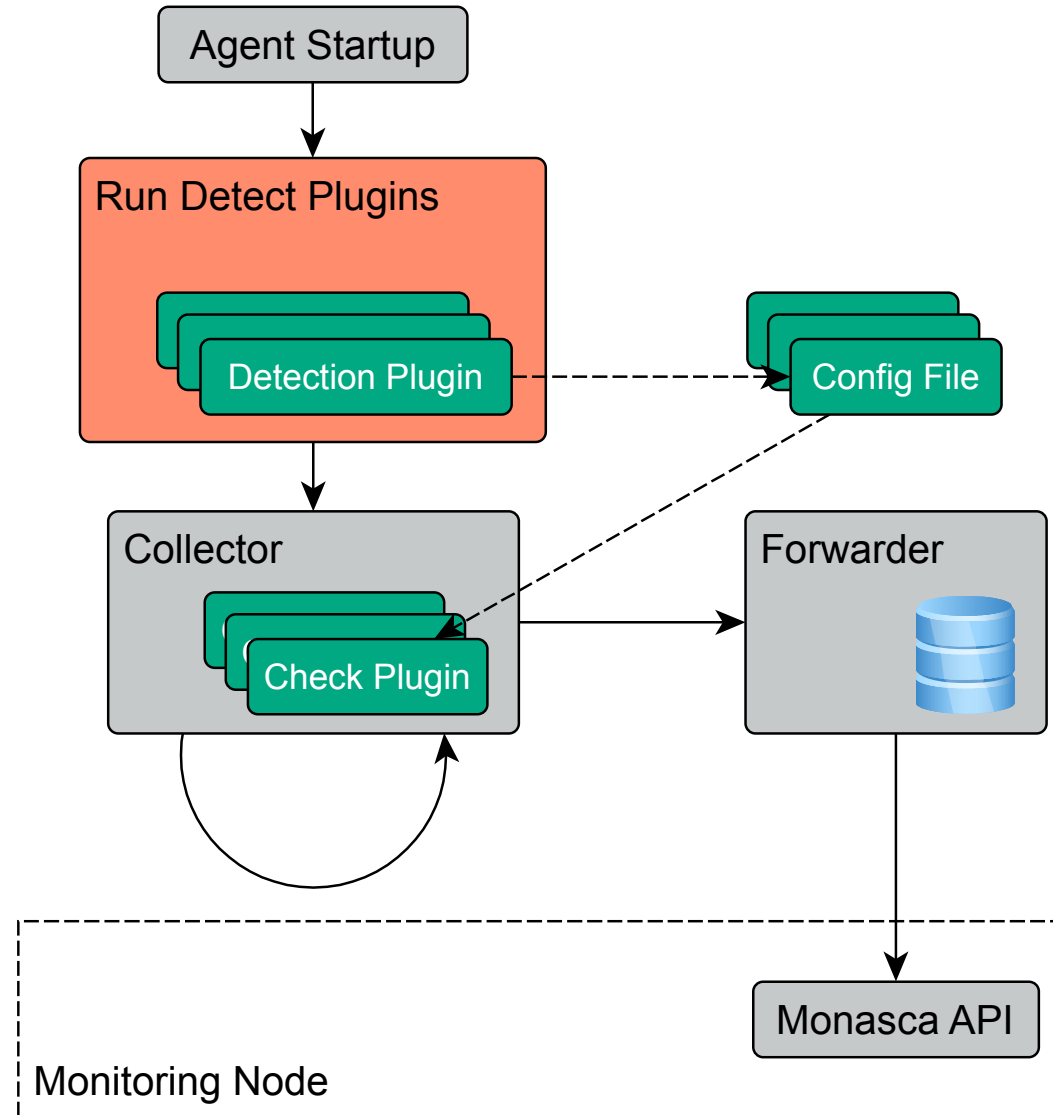 Agent Startup
Run Detect Plugins
Detection Plugin
Config File
Collector
Forwarder
Check Plugin
Monasca API
Monitoring Node